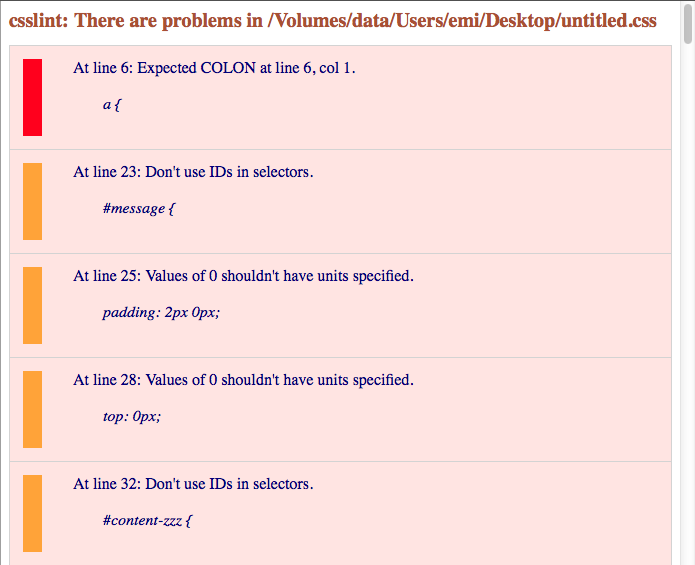 csslint: There are problems in /Volumes/data/Users/emi/Desktop/untitled.css
At line 6: Expected COLON at line 6, col 1.
a {
At line 23: Don't use IDs in selectors.
#message {
At line 25: Values of 0 shouldn't have units specified.
padding: 2px 0px;
At line 28: Values of 0 shouldn't have units specified.
top: 0px;
At line 32: Don't use IDs in selectors.
#content-zzz {